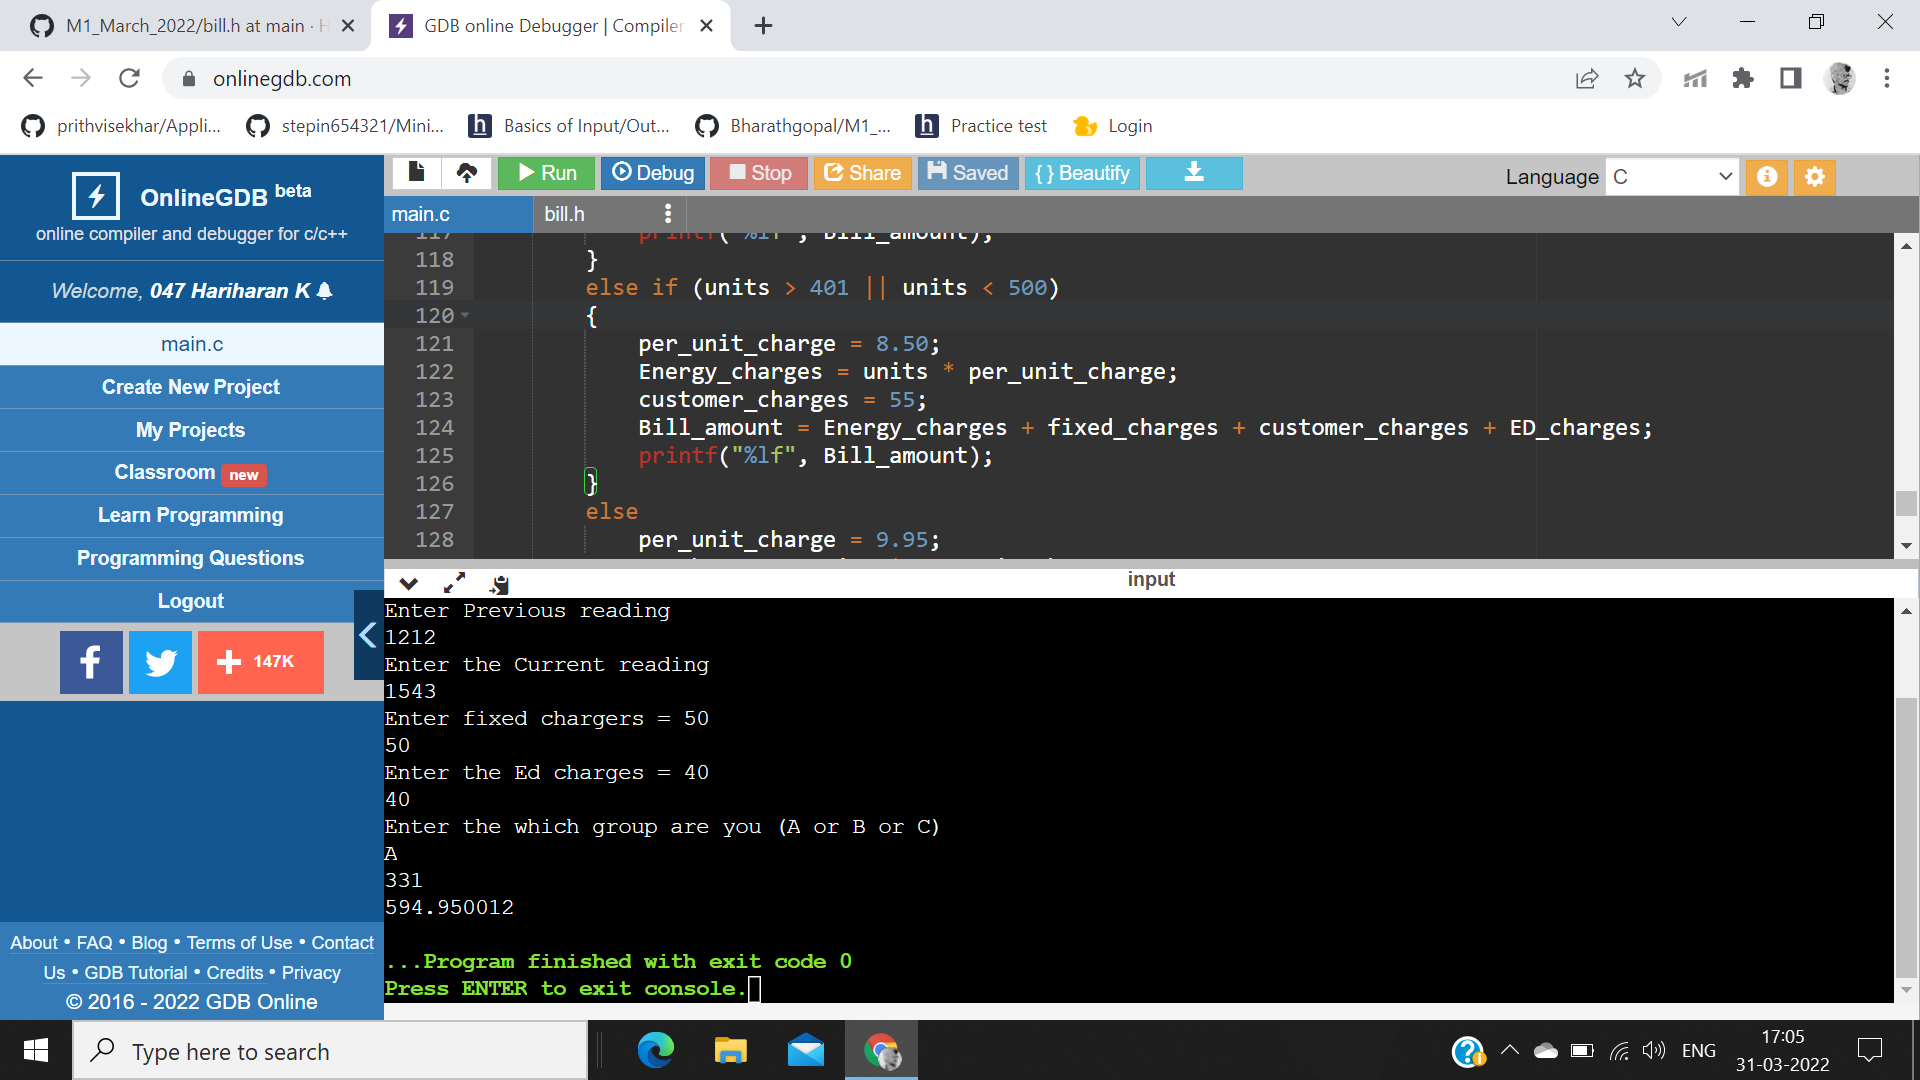 M1_March_2022/bill.h at main · H
GDB online Debugger | Compiler
onlinegdb.com
prithvisekhar/Appli...
stepin654321/Mini...
Basics of Input/Out...
Bharathgopal/M1_...
Practice test
Login
OnlineGDB beta
online compiler and debugger for c/c++
Welcome, 047 Hariharan K
main.c
Create New Project
My Projects
Classroom new
Learn Programming
Programming Questions
Logout
147K
About • FAQ • Blog • Terms of Use • Contact
Us • GDB Tutorial • Credits • Privacy
© 2016 - 2022 GDB Online
Run
Debug
Stop
Share
Saved
{ } Beautify
Language C
main.c
bill.h
117 printf("%lf", Bill_amount);
118 }
119 else if (units > 401 || units < 500)
120 {
121 per_unit_charge = 8.50;
122 Energy_charges = units * per_unit_charge;
123 customer_charges = 55;
124 Bill_amount = Energy_charges + fixed_charges + customer_charges + ED_charges;
125 printf("%lf", Bill_amount);
126 }
127 else
128 per_unit_charge = 9.95;
input
Enter Previous reading
1212
Enter the Current reading
1543
Enter fixed chargers = 50
50
Enter the Ed charges = 40
40
Enter the which group are you (A or B or C)
A
331
594.950012
...Program finished with exit code 0
Press ENTER to exit console.
Type here to search
ENG
17:05
31-03-2022